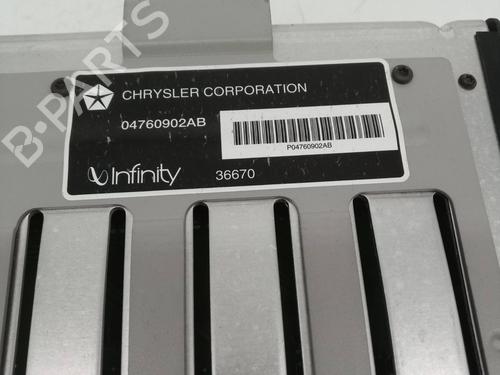 B-PARTS
CHRYSLER CORPORATION
04760902AB
P04760902AB
Infinity 36670